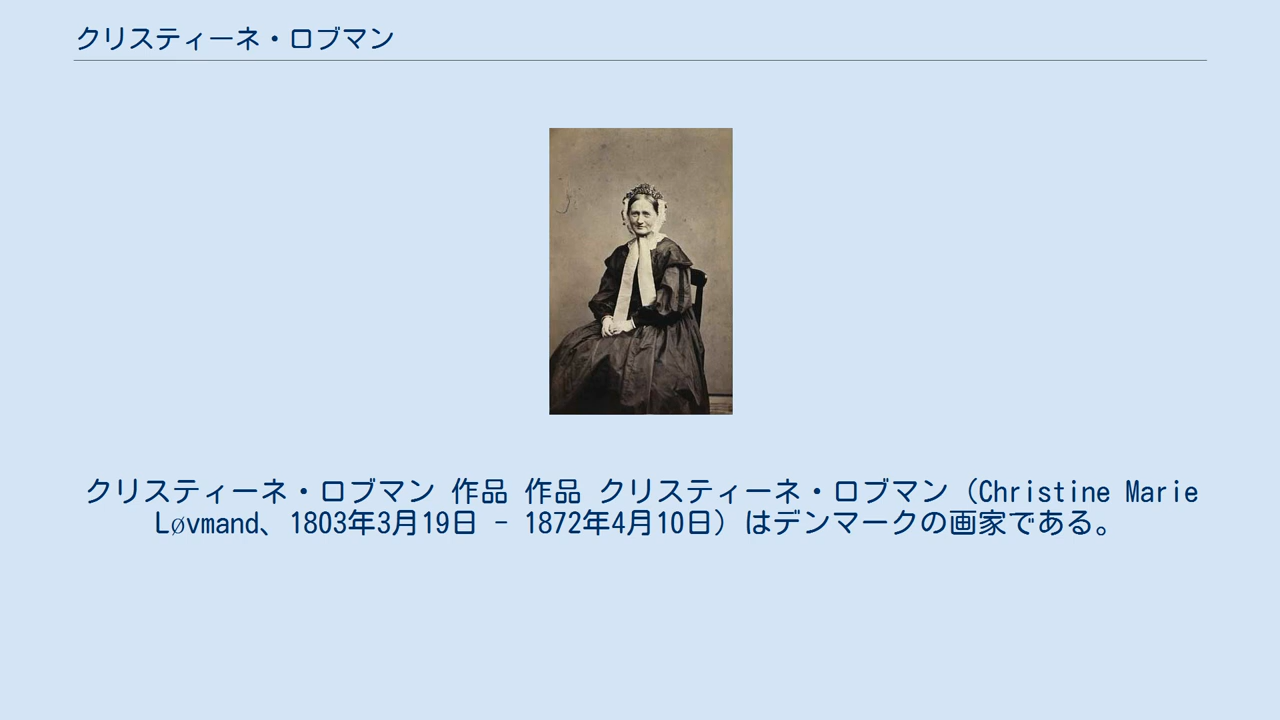 クリスティーネ・ロブマン
クリスティーネ・ロブマン 作品 作品 クリスティーネ・ロブマン（Christine Marie
Løvmand、1803年3月19日 - 1872年4月10日）はデンマークの画家である。